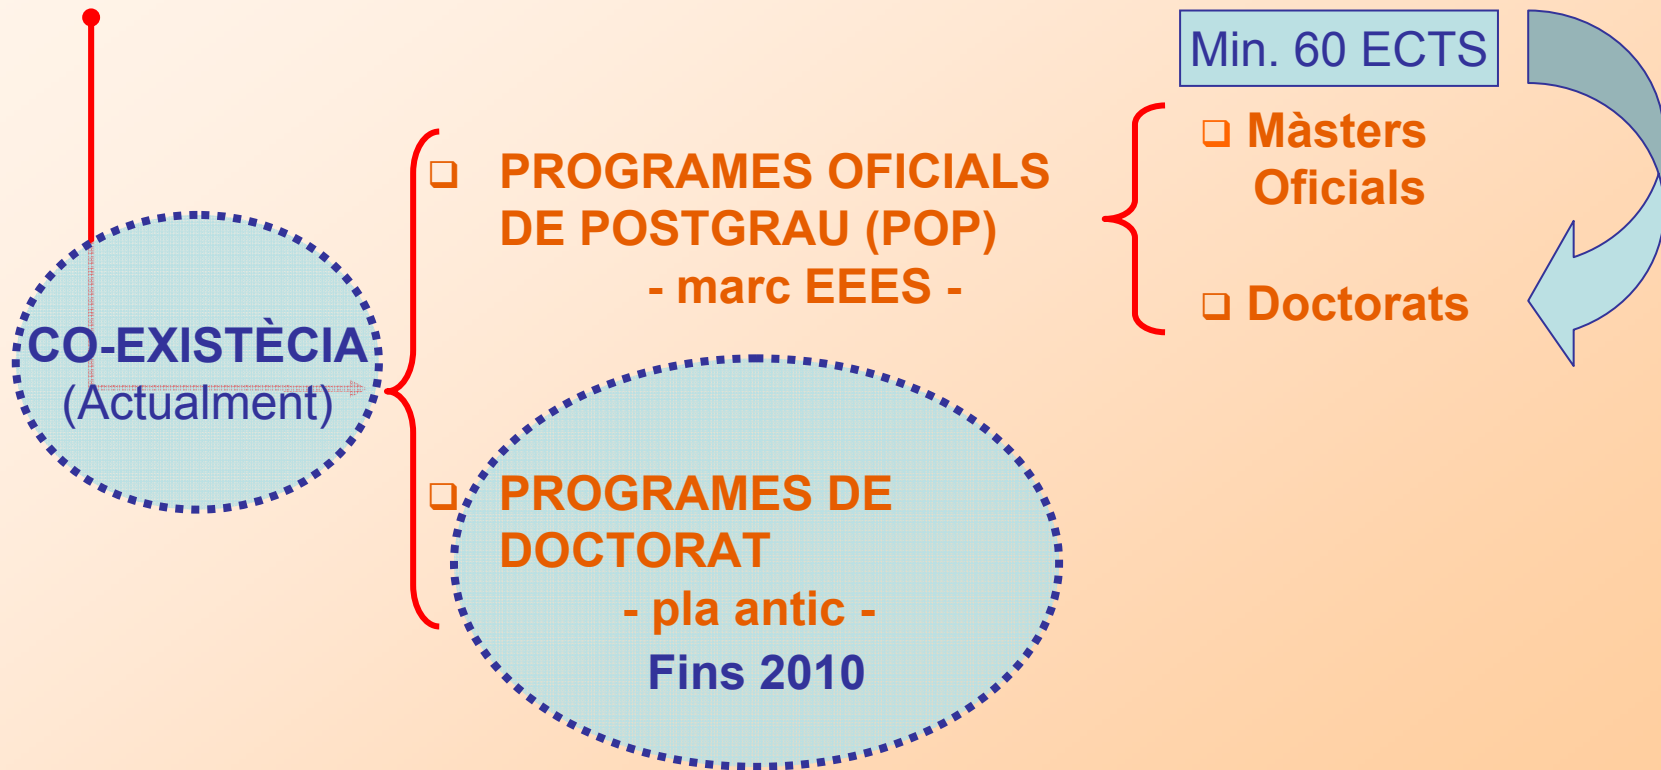 CO-EXISTÈCIA
(Actualment)
❑ PROGRAMES OFICIALS
DE POSTGRAU (POP)
- marc EEES -
Min. 60 ECTS
❑ Màsters
Oficials
❑ Doctorats
❑ PROGRAMES DE
DOCTORAT
- pla antic -
Fins 2010